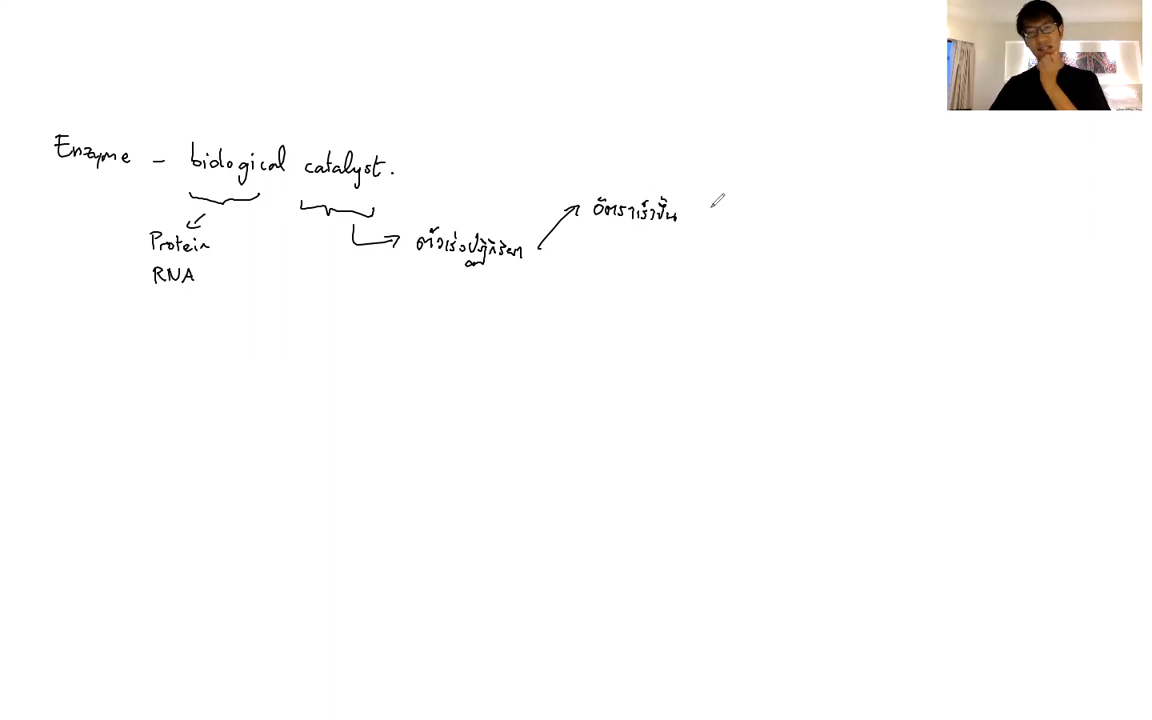 Enzyme - biological catalyst.
อัตราเร็วขึ้น
ตัวเร่งปฏิกิริยา
Protein
RNA